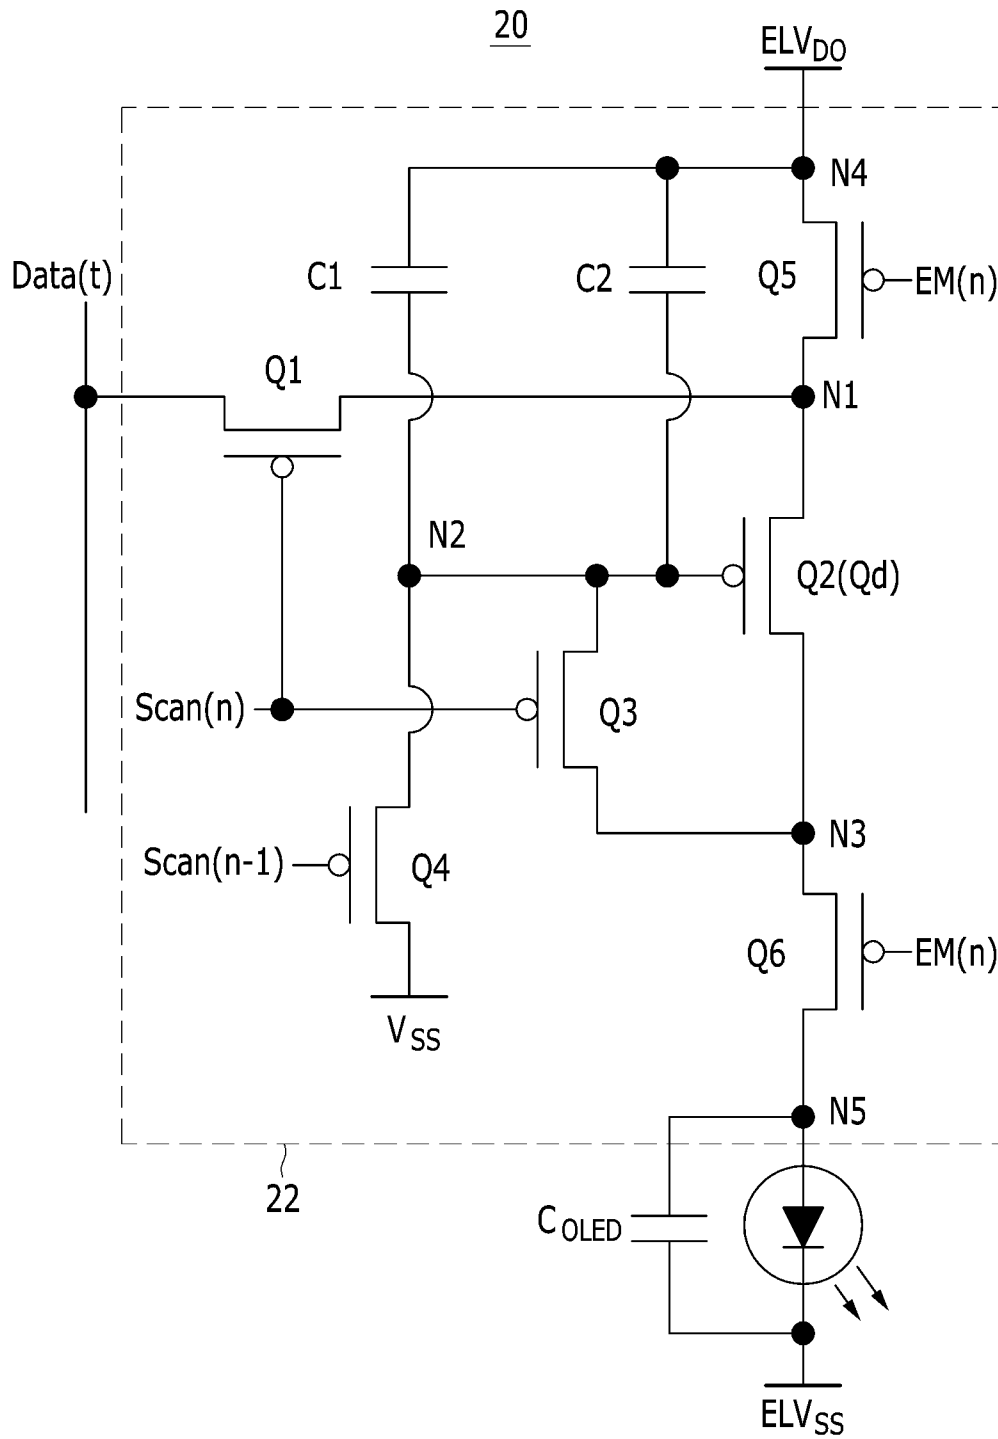 20
ELVDO
N4
C1
C2
Q5
EM(n)
Data(t)
Q1
N1
N2
Q2(Qd)
Scan(n)
Q3
Scan(n-1)
Q4
N3
Q6
EM(n)
VSS
N5
22
COLED
ELVSS